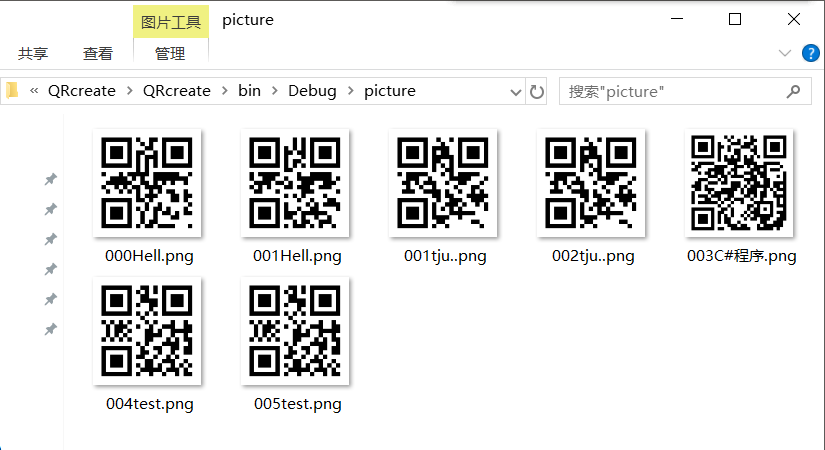 图片工具 picture
共享 查看 管理
« QRcreate > QRcreate > bin > Debug > picture 搜索"picture"
000Hell.png 001Hell.png 001tju..png 002tju..png 003C#程序.png
004test.png 005test.png